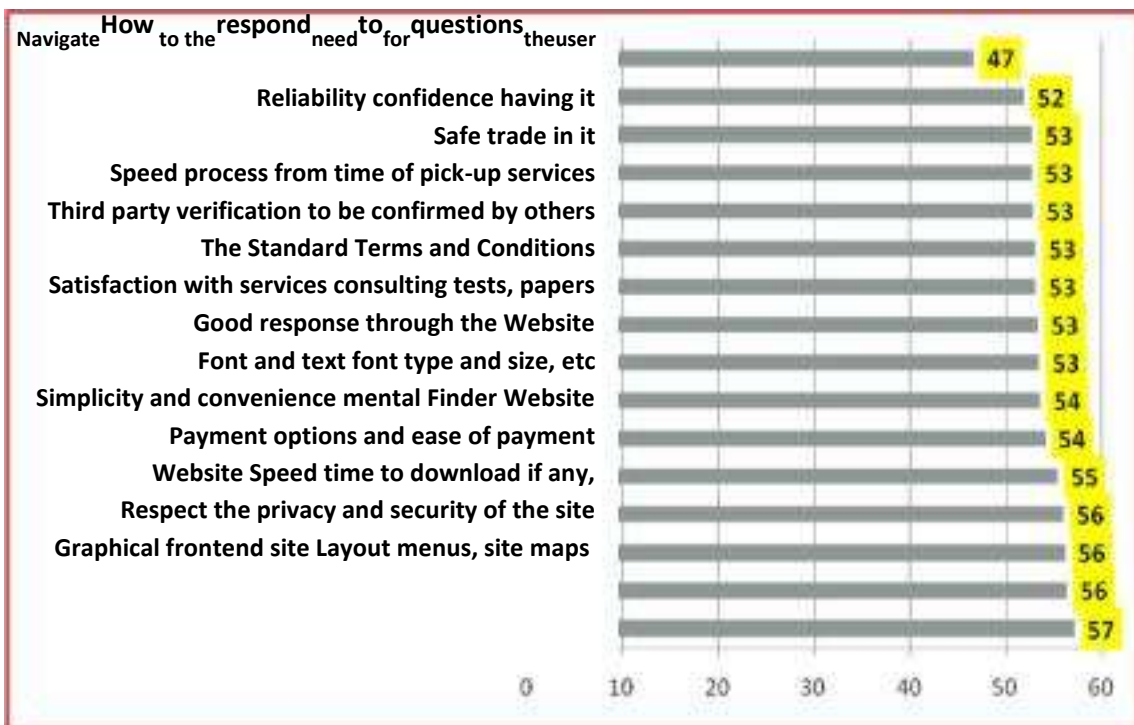 Navigate How to the respond need to for questions the user
47
Reliability confidence having it 52
Safe trade in it 53
Speed process from time of pick-up services 53
Third party verification to be confirmed by others 53
The Standard Terms and Conditions 53
Satisfaction with services consulting tests, papers 53
Good response through the Website 53
Font and text font type and size, etc 53
Simplicity and convenience mental Finder Website 54
Payment options and ease of payment 54
Website Speed time to download if any, 55
Respect the privacy and security of the site 56
Graphical frontend site Layout menus, site maps 56
56
57
0 10 20 30 40 50 60